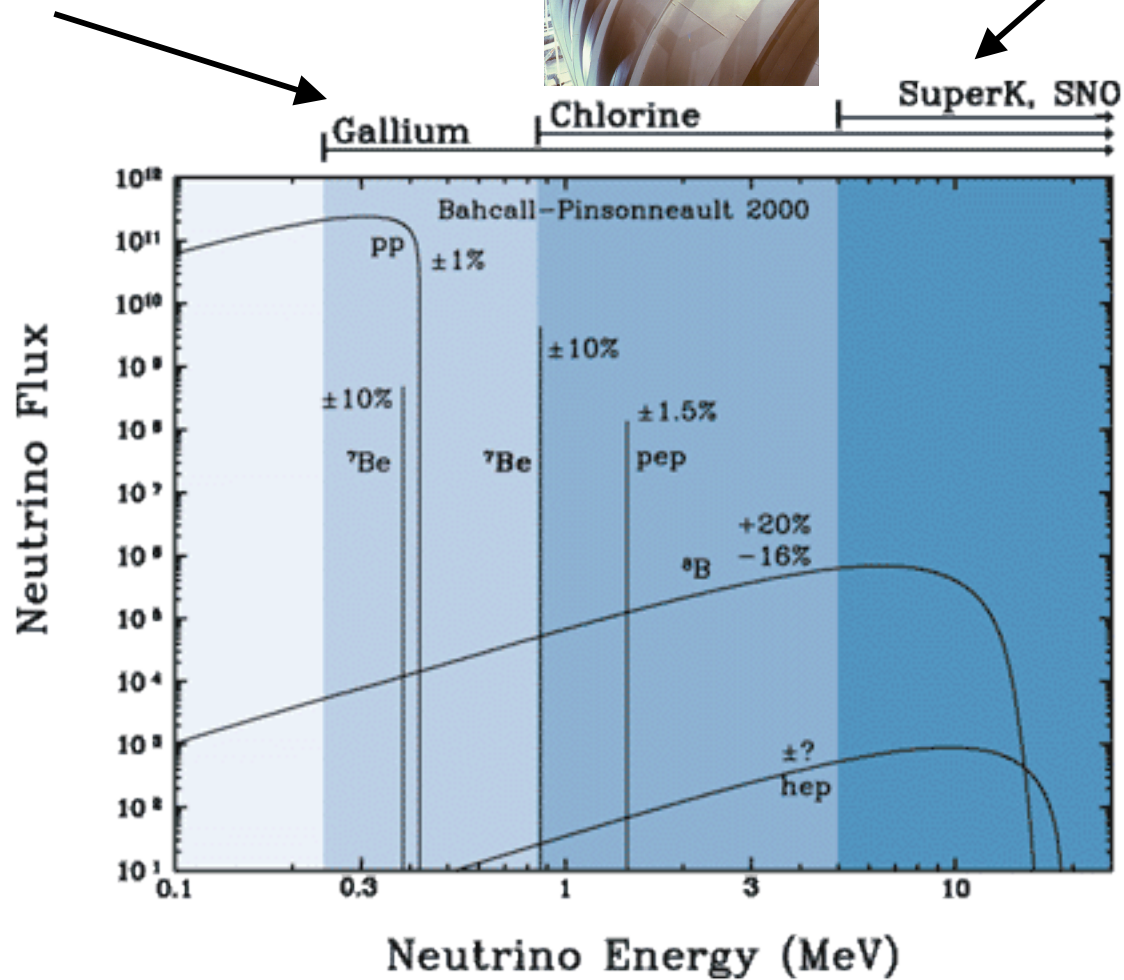 SuperK, SNO
Chlorine
Gallium
Bahcall-Pinsonneault 2000
pp
±1%
±10%
±10%
±1.5%
⁷Be
⁷Be
pep
+20%
-16%
⁸B
±?
hep
10¹²
10¹¹
10¹⁰
10⁹
10⁸
10⁷
10⁶
10⁵
10⁴
10³
10²
10¹
0.1 0.3 1 3 10
Neutrino Flux
Neutrino Energy (MeV)